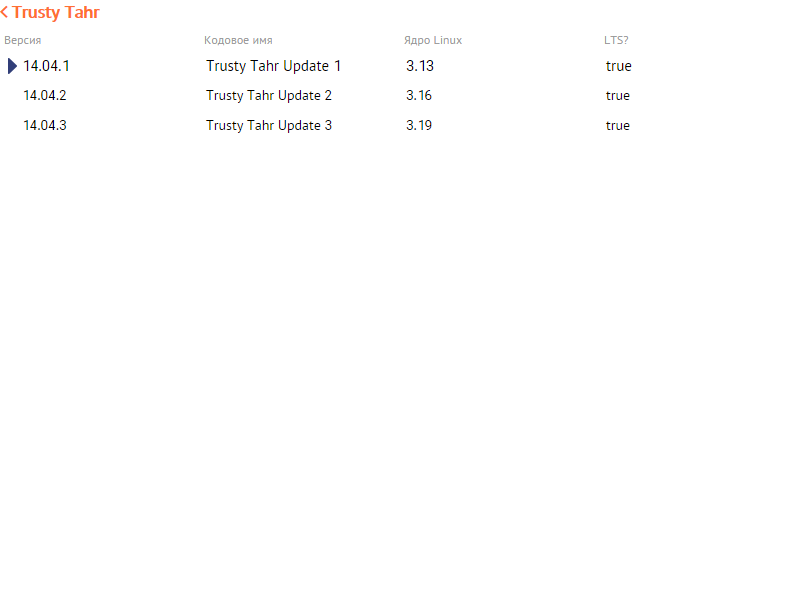 < Trusty Tahr
Версия Кодовое имя Ядро Linux LTS?
14.04.1 Trusty Tahr Update 1 3.13 true
14.04.2 Trusty Tahr Update 2 3.16 true
14.04.3 Trusty Tahr Update 3 3.19 true